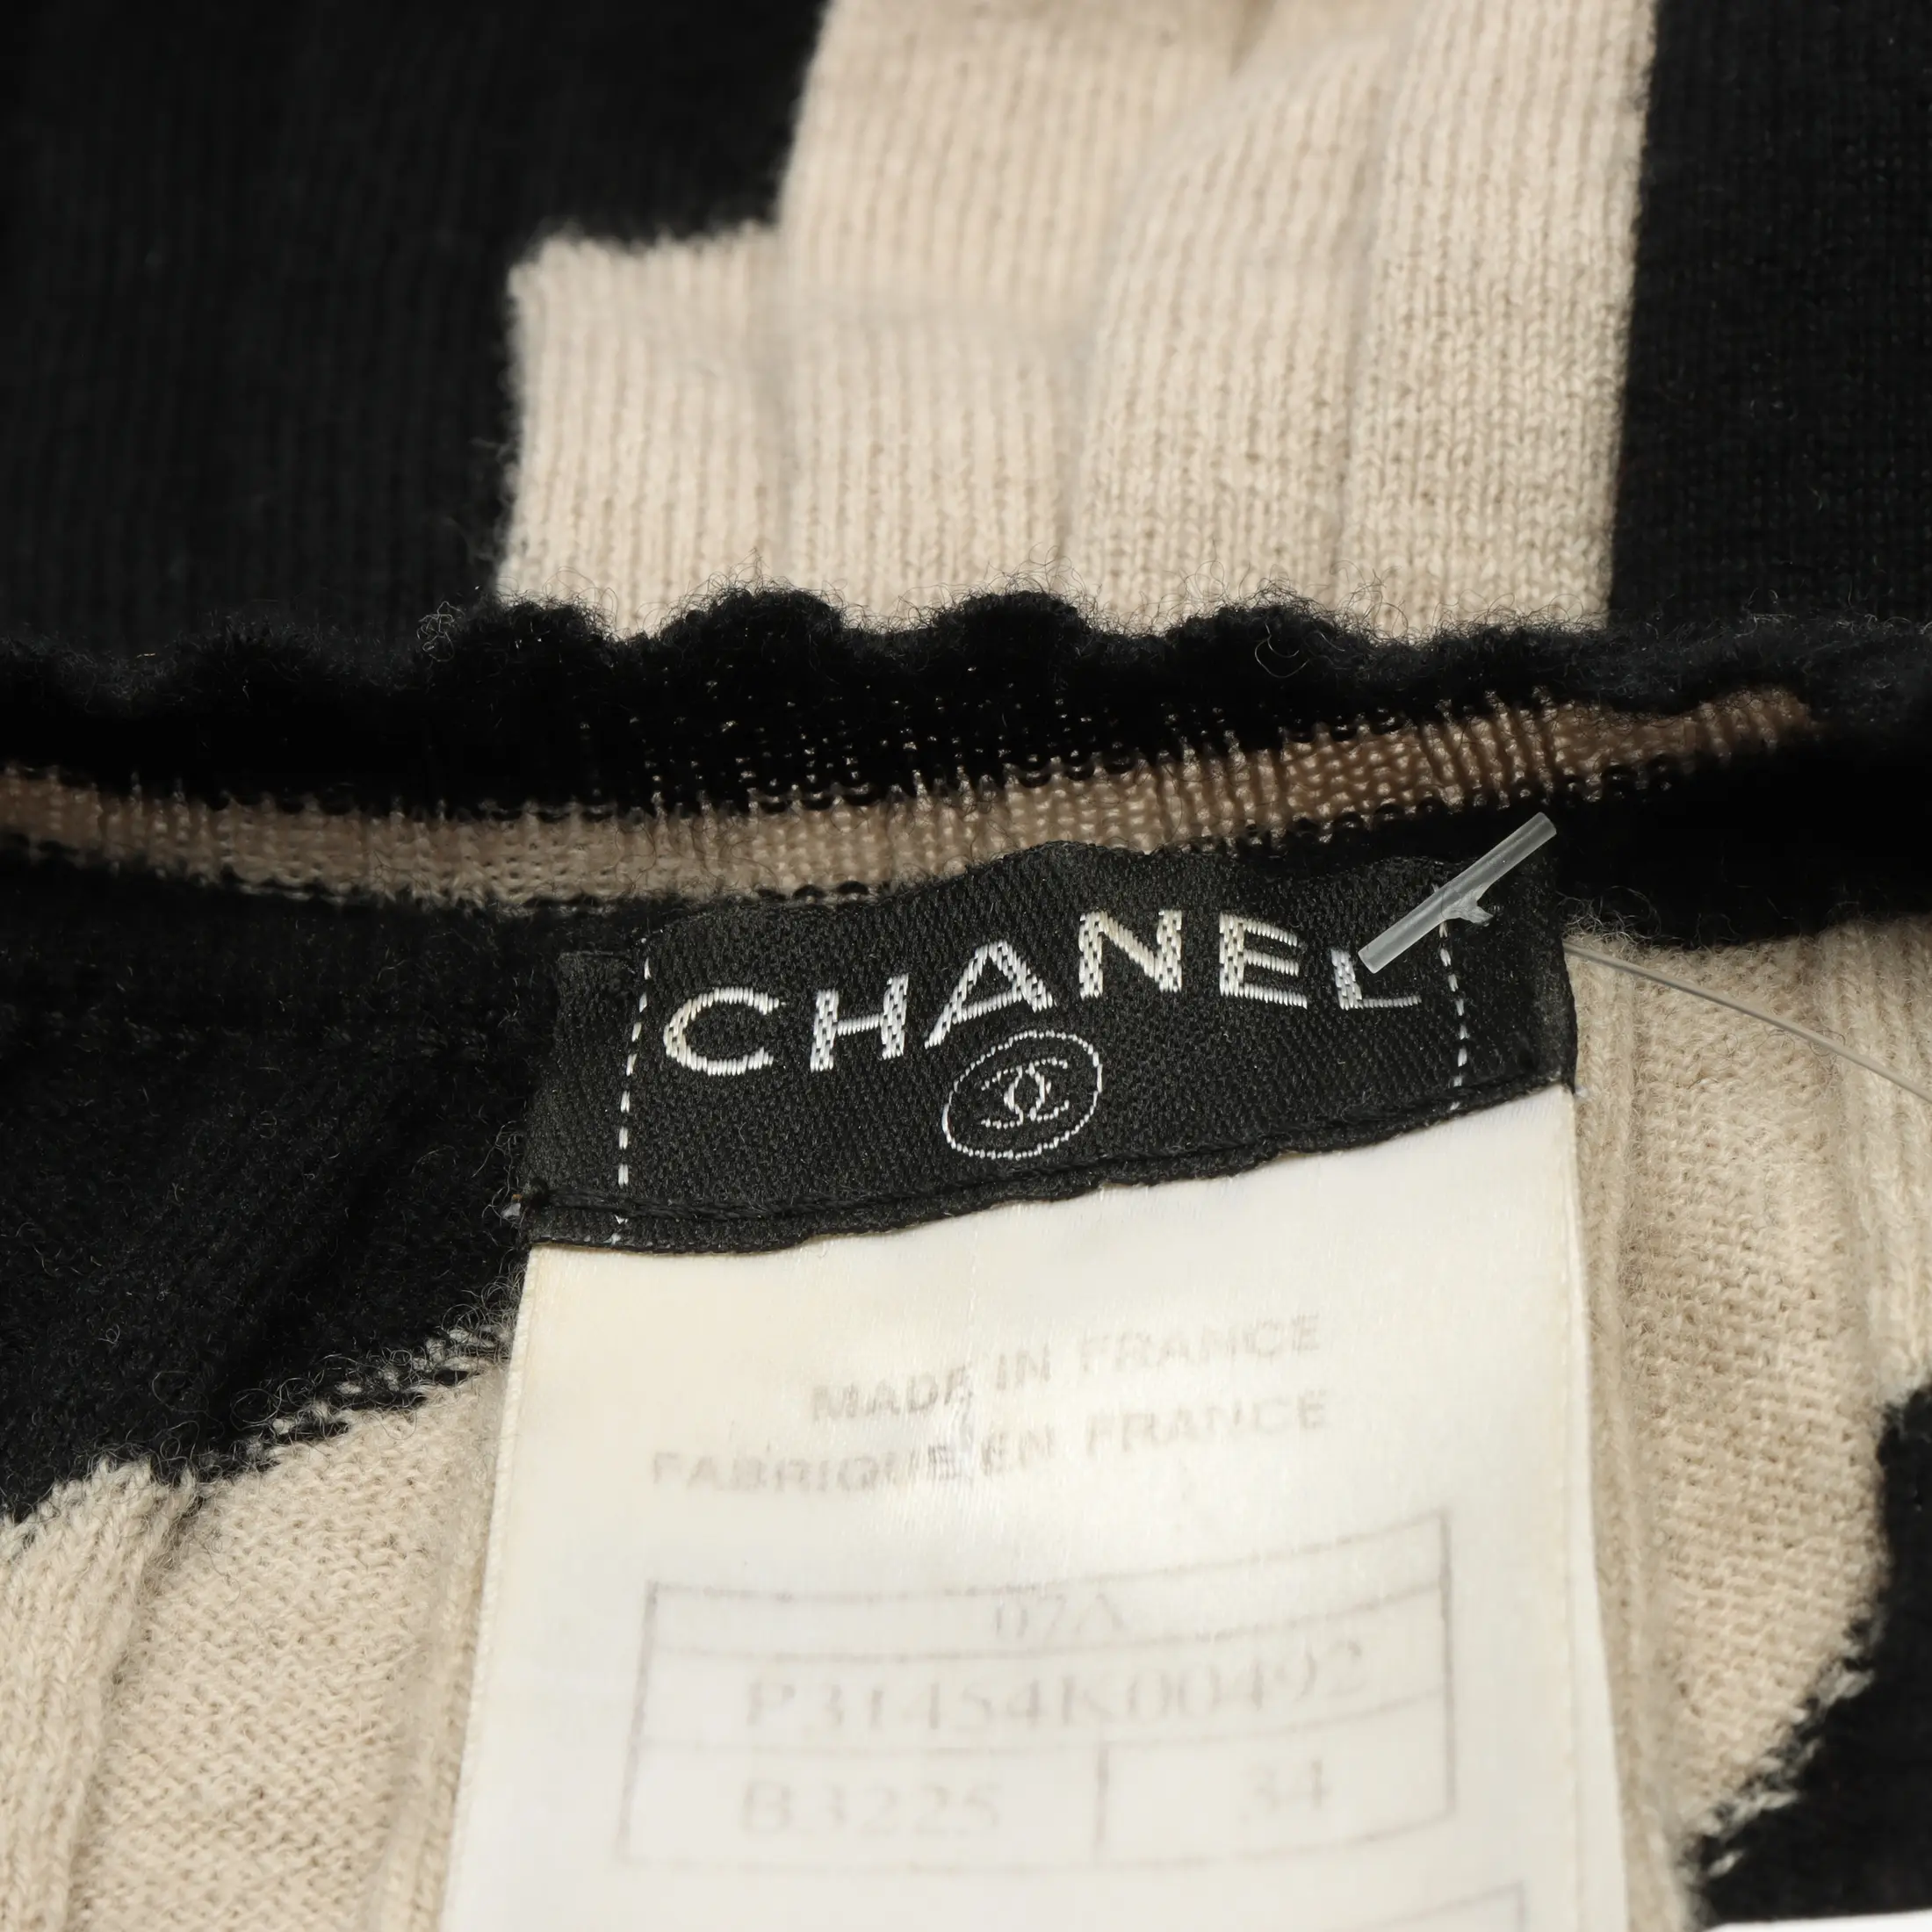 CHANEL
MADE IN FRANCE
FABRIQUE EN FRANCE
07A
P31454K00492
B3225 34